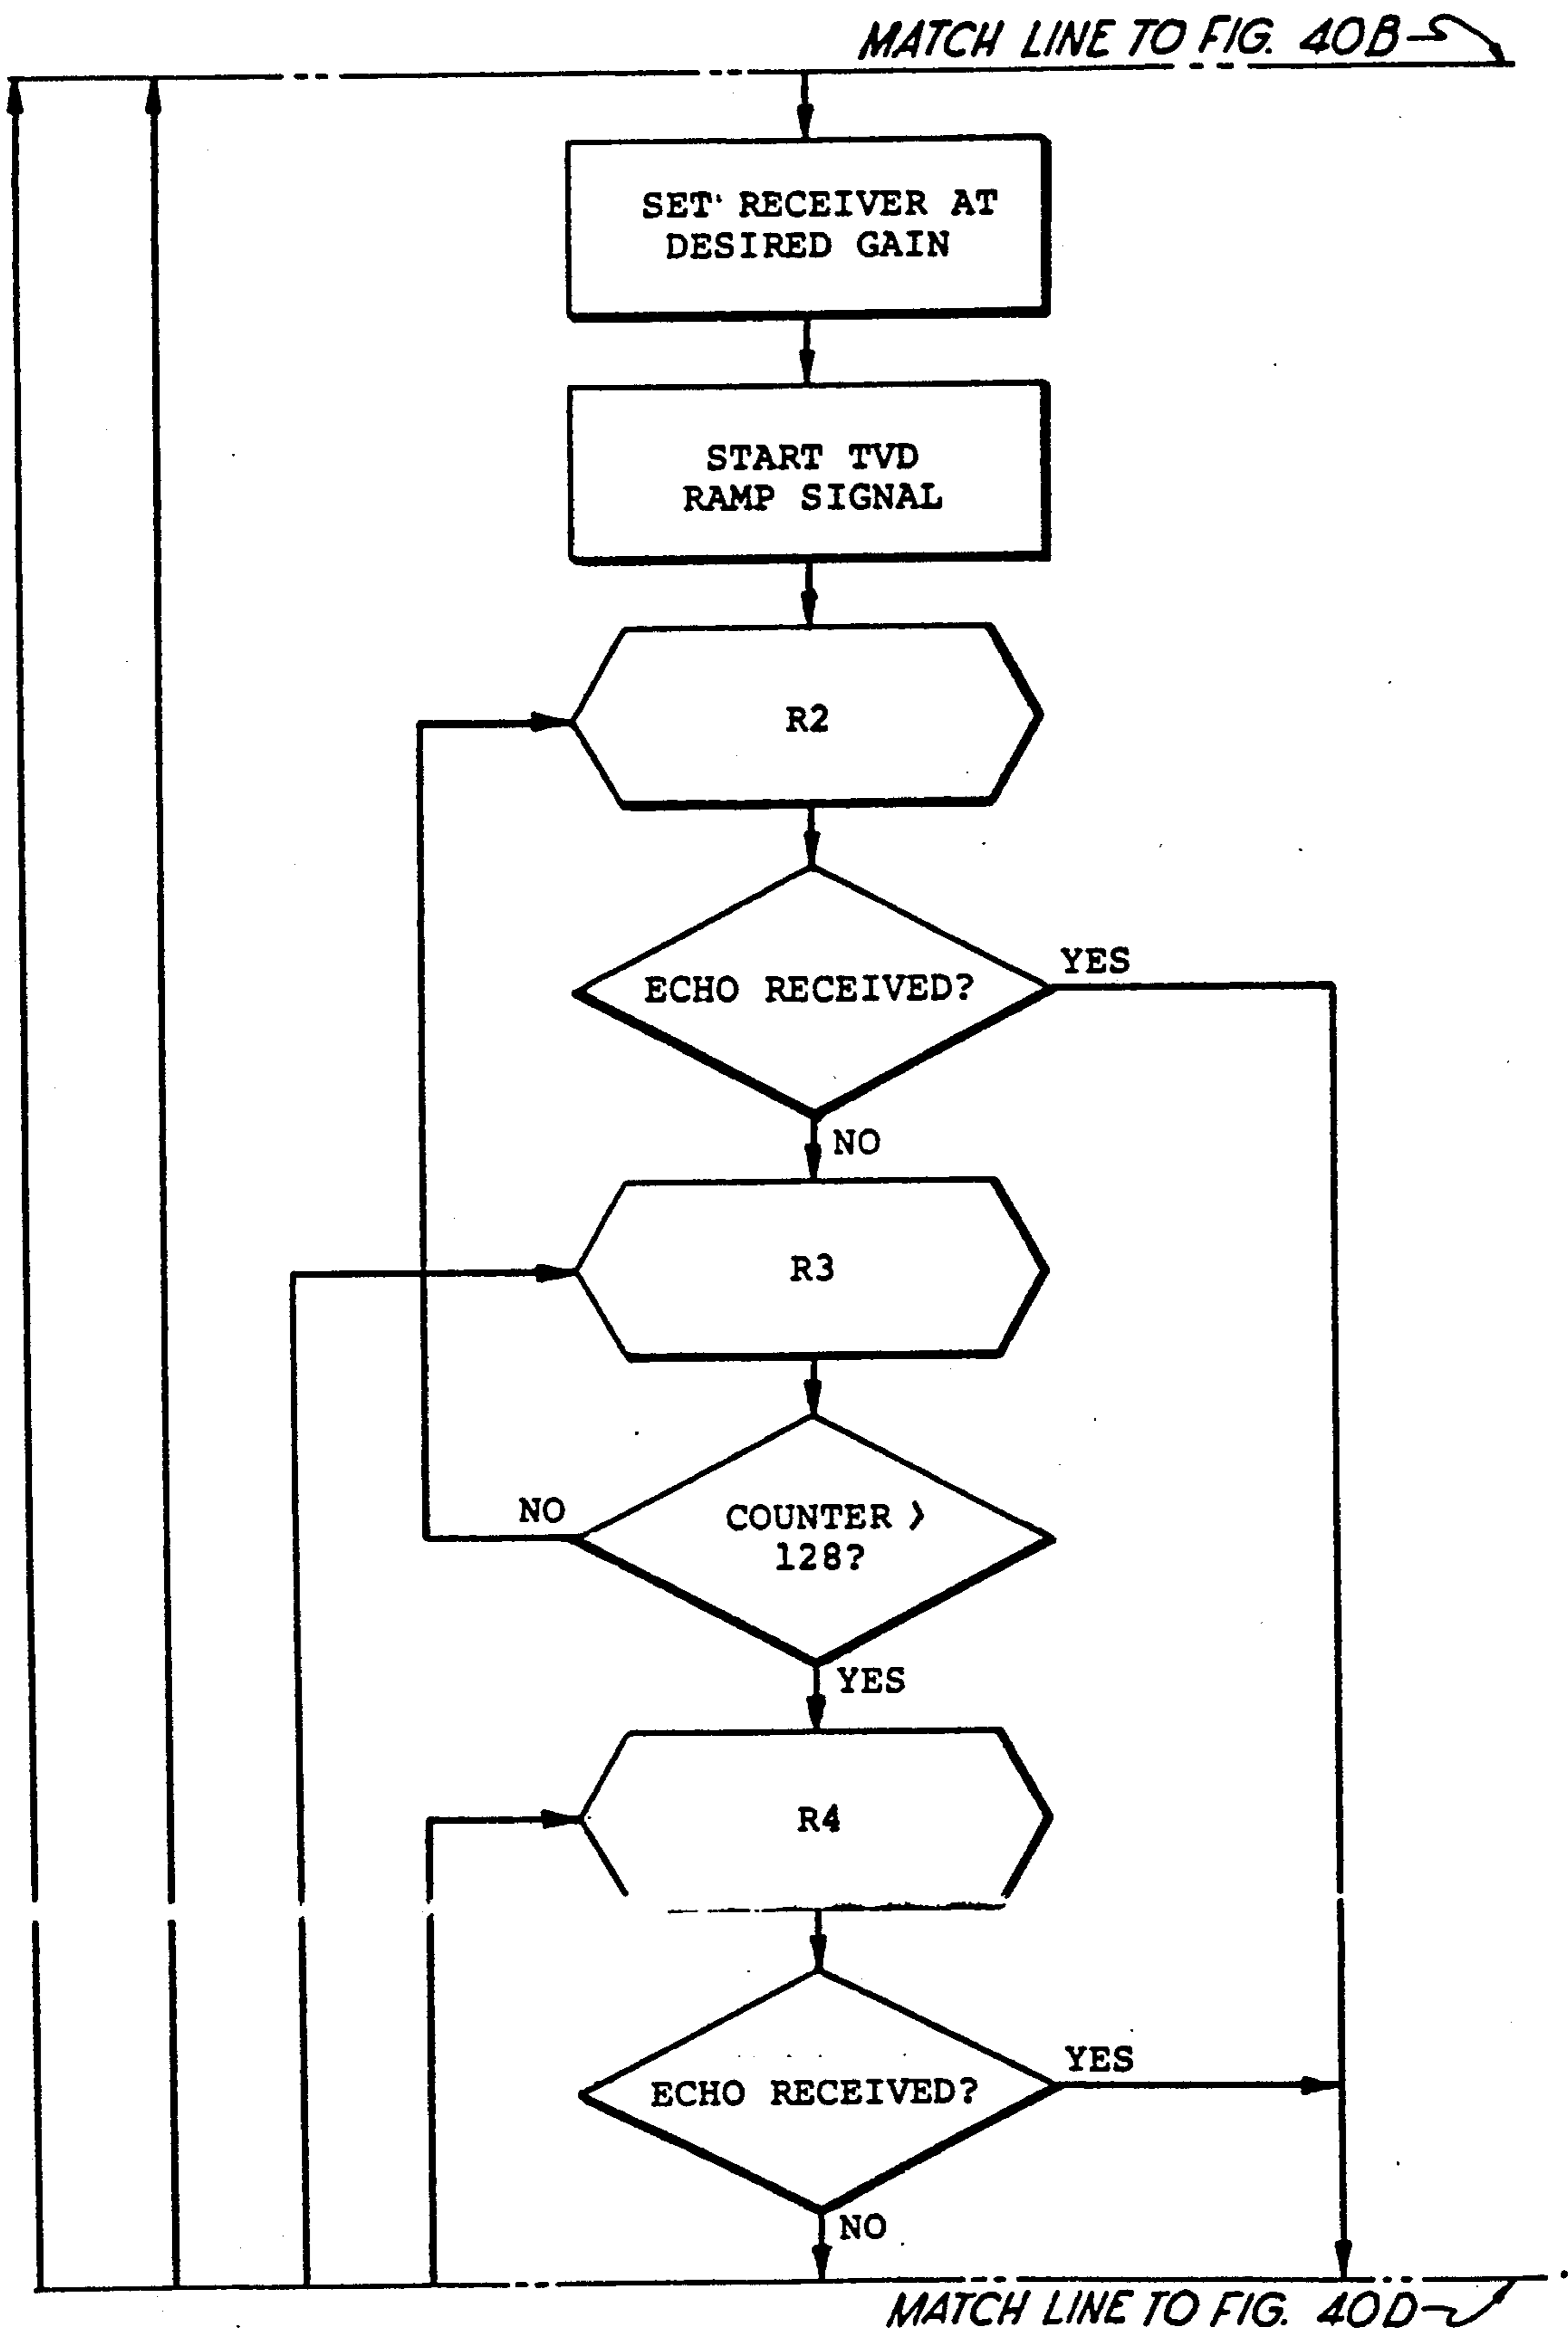 MATCH LINE TO FIG. 40B
SET RECEIVER AT
DESIRED GAIN
START TVD
RAMP SIGNAL
R2
ECHO RECEIVED?
YES
NO
R3
COUNTER >
128?
NO
YES
R4
ECHO RECEIVED?
YES
NO
MATCH LINE TO FIG. 40D